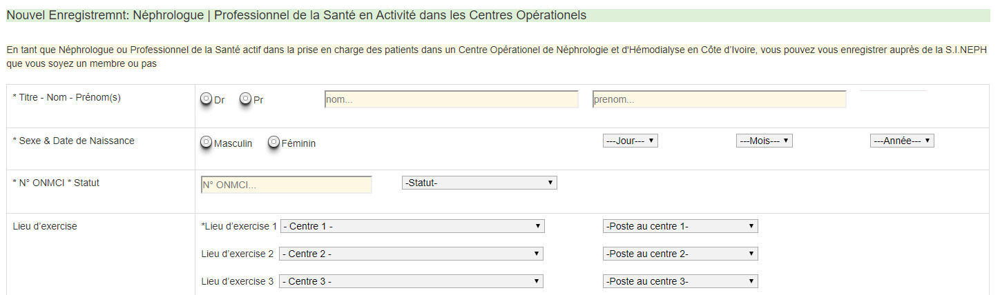 Nouvel Enregistremnt: Néphrologue | Professionnel de la Santé en Activité dans les Centres Opérationels
En tant que Néphrologue ou Professionnel de la Santé actif dans la prise en charge des patients dans un Centre Opérationel de Néphrologie et d'Hémodialyse en Côte d’Ivoire, vous pouvez vous enregistrer auprès de la S.I.NEPH
que vous soyez un membre ou pas
* Titre - Nom - Prénom(s) Dr Pr nom... prenom...
* Sexe & Date de Naissance Masculin Féminin ---Jour--- ---Mois--- ---Année---
* N° ONMCI * Statut N° ONMCI... -Statut-
Lieu d’exercise *Lieu d’exercise 1 - Centre 1 - -Poste au centre 1-
Lieu d’exercise 2 - Centre 2 - -Poste au centre 2-
Lieu d’exercise 3 - Centre 3 - -Poste au centre 3-